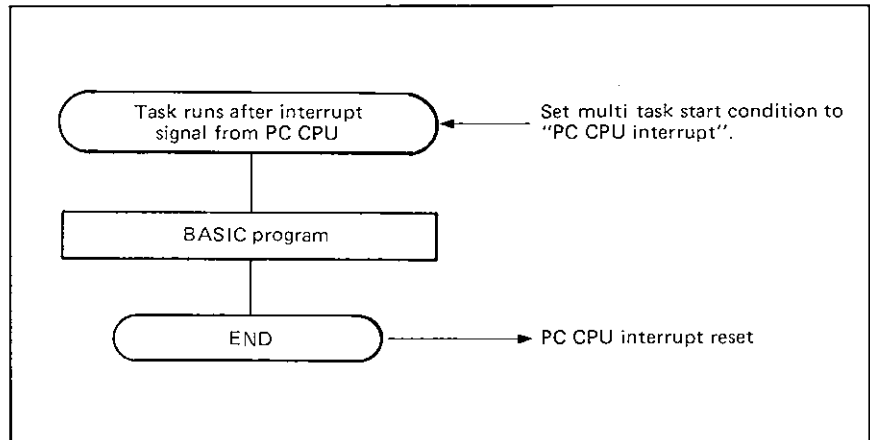 Task runs after interrupt
signal from PC CPU
Set multi task start condition to
"PC CPU interrupt".
BASIC program
END
PC CPU interrupt reset